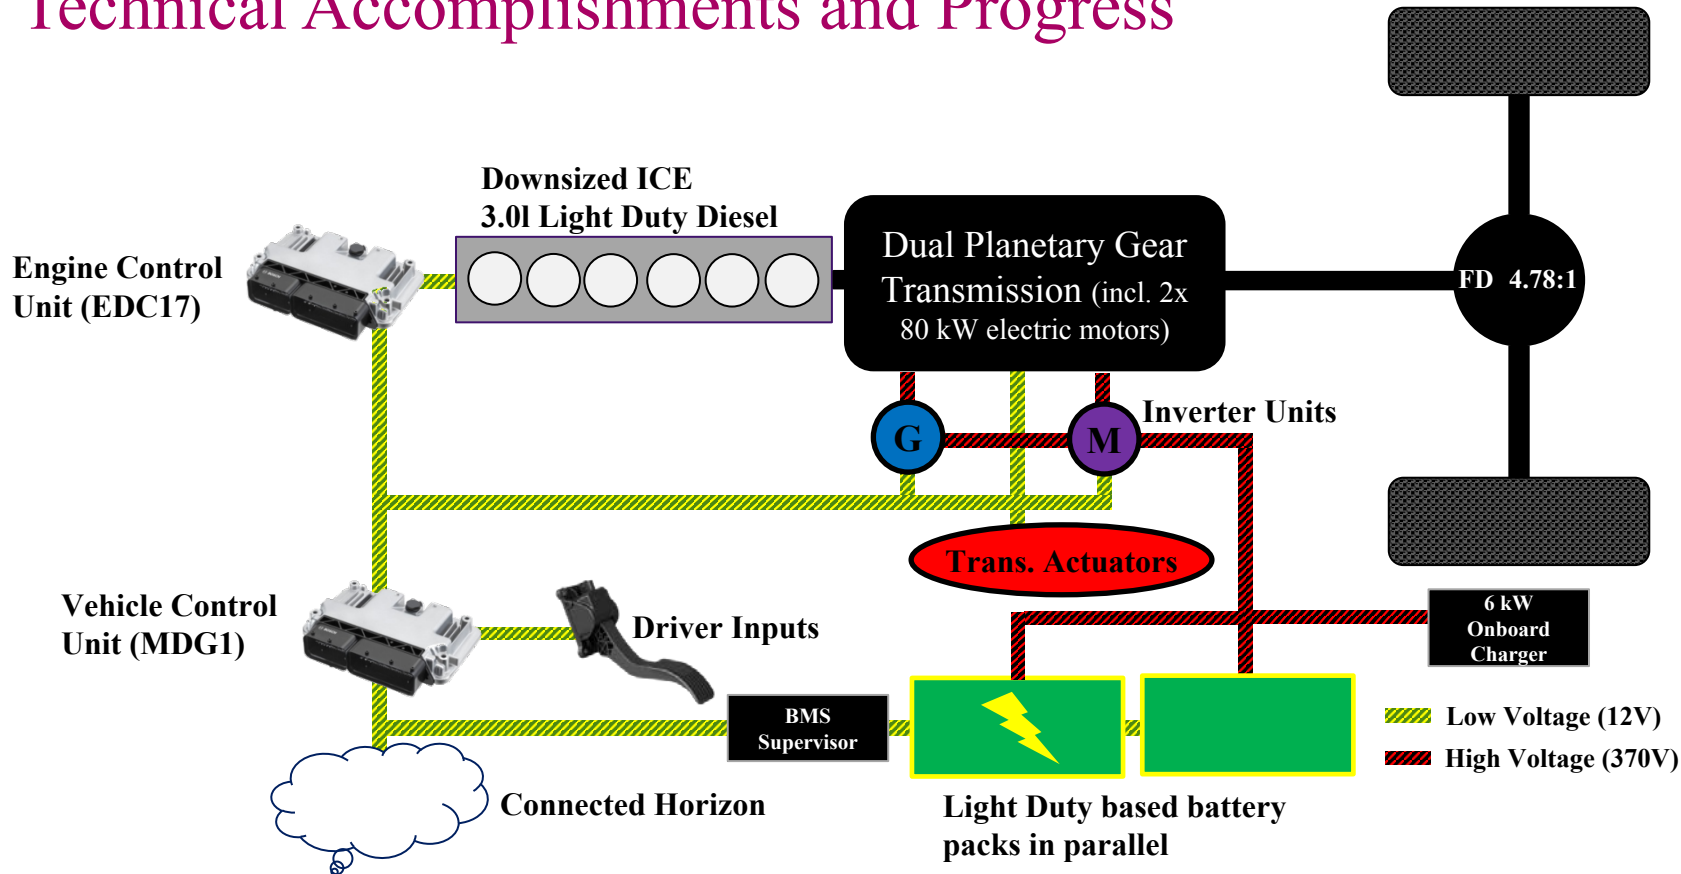 Technical Accomplishments and Progress
Downsized ICE
3.0l Light Duty Diesel
Engine Control
Unit (EDC17)
Dual Planetary Gear
Transmission (incl. 2x
80 kW electric motors)
FD 4.78:1
G
M
Inverter Units
Trans. Actuators
Vehicle Control
Unit (MDG1)
Driver Inputs
6 kW
Onboard
Charger
BMS
Supervisor
Low Voltage (12V)
High Voltage (370V)
Connected Horizon
Light Duty based battery
packs in parallel